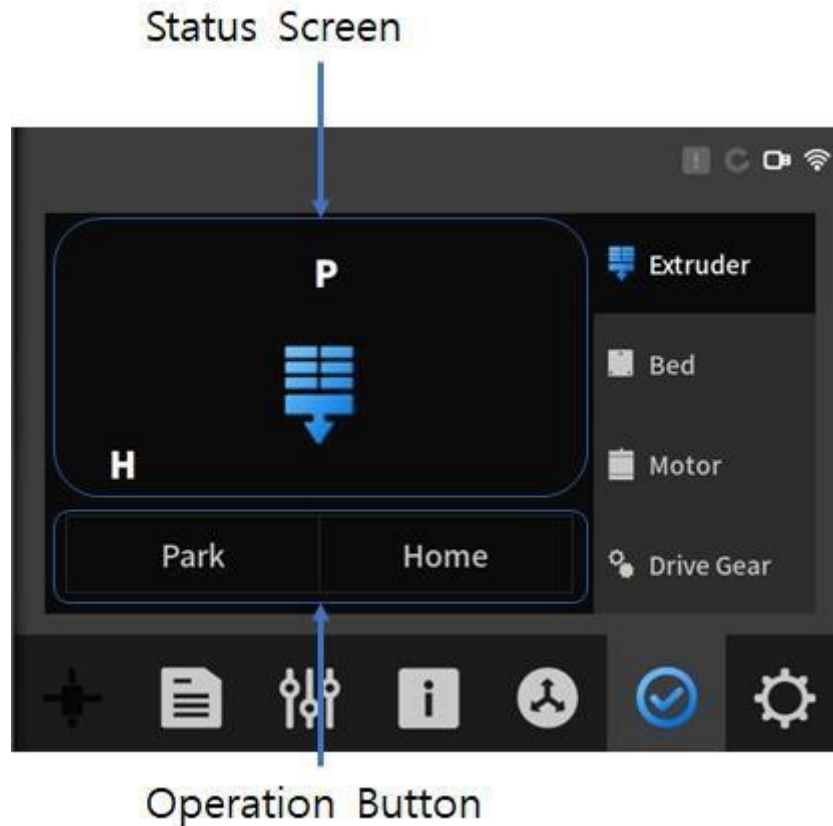 Status Screen
P
Extruder
Bed
H
Motor
Park
Home
Drive Gear
Operation Button